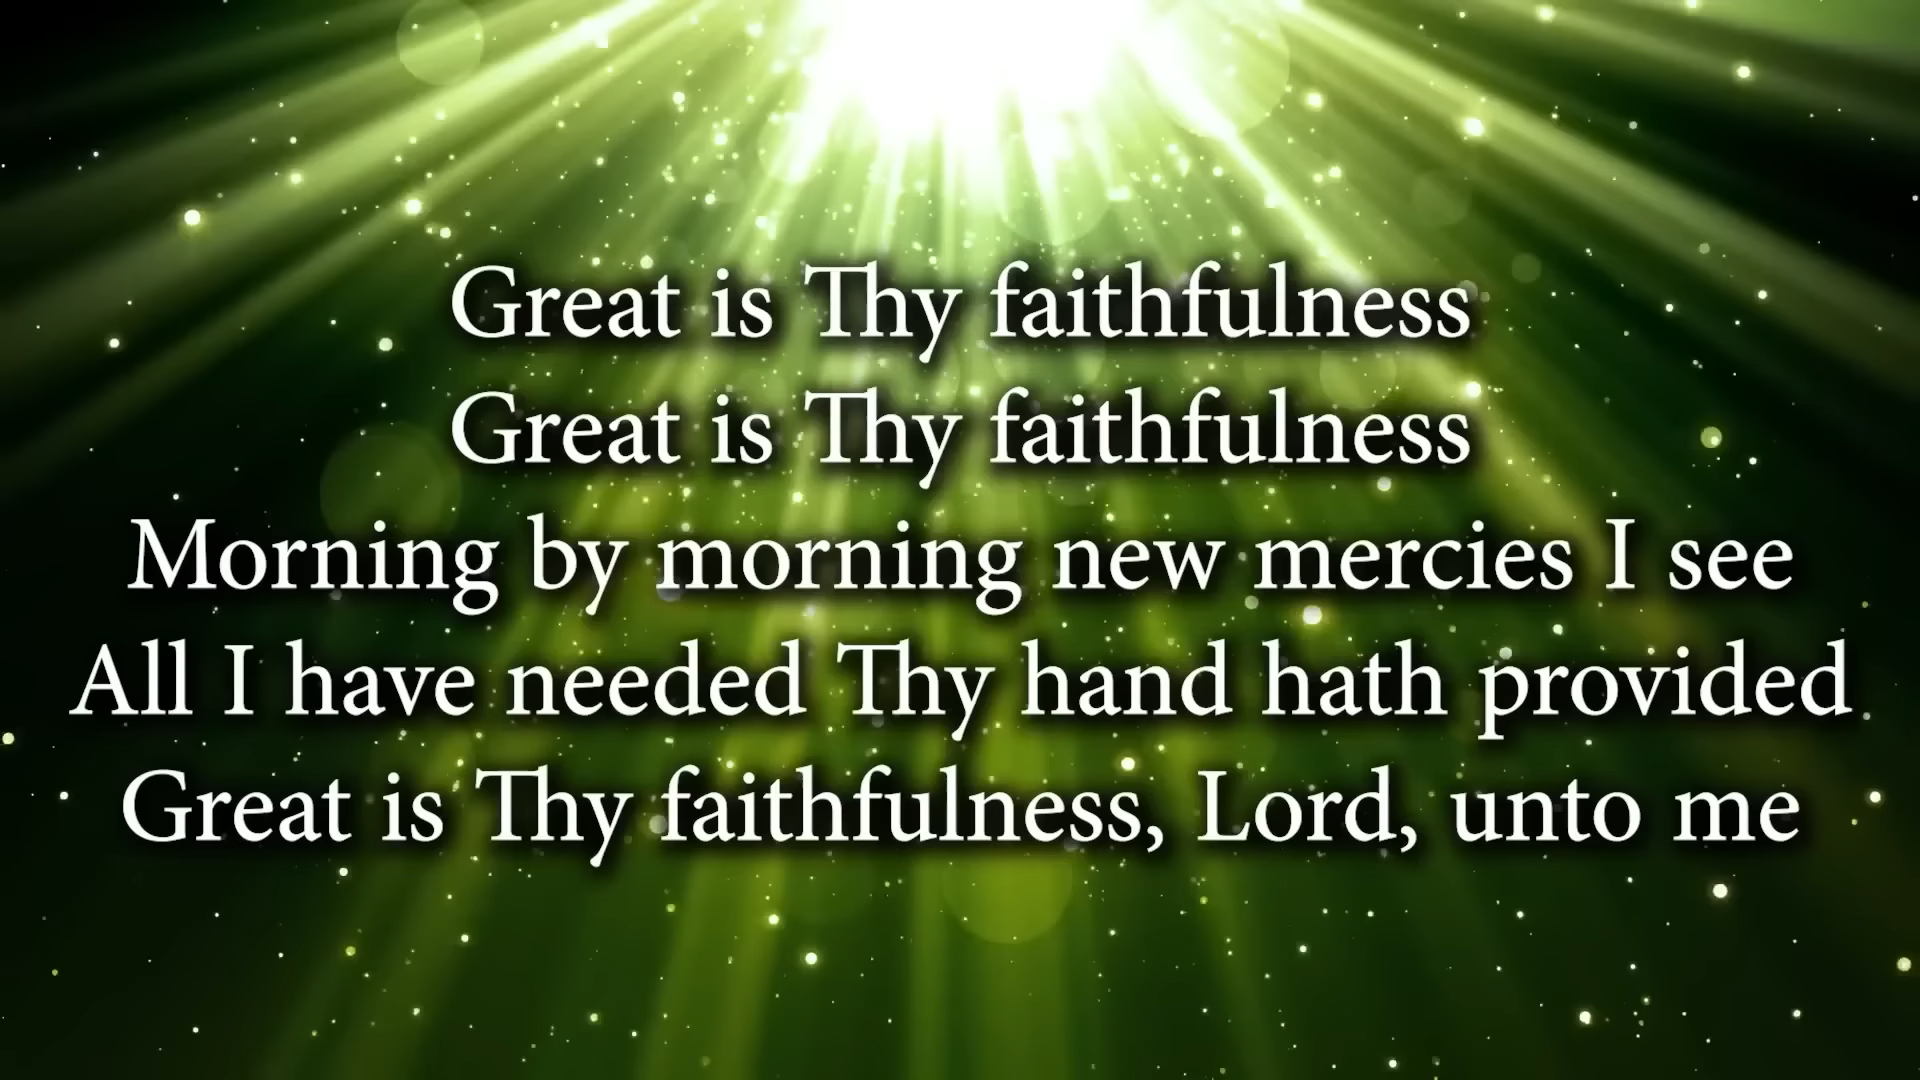 Great is Thy faithfulness
Great is Thy faithfulness
Morning by morning new mercies I see
All I have needed Thy hand hath provided
Great is Thy faithfulness, Lord, unto me